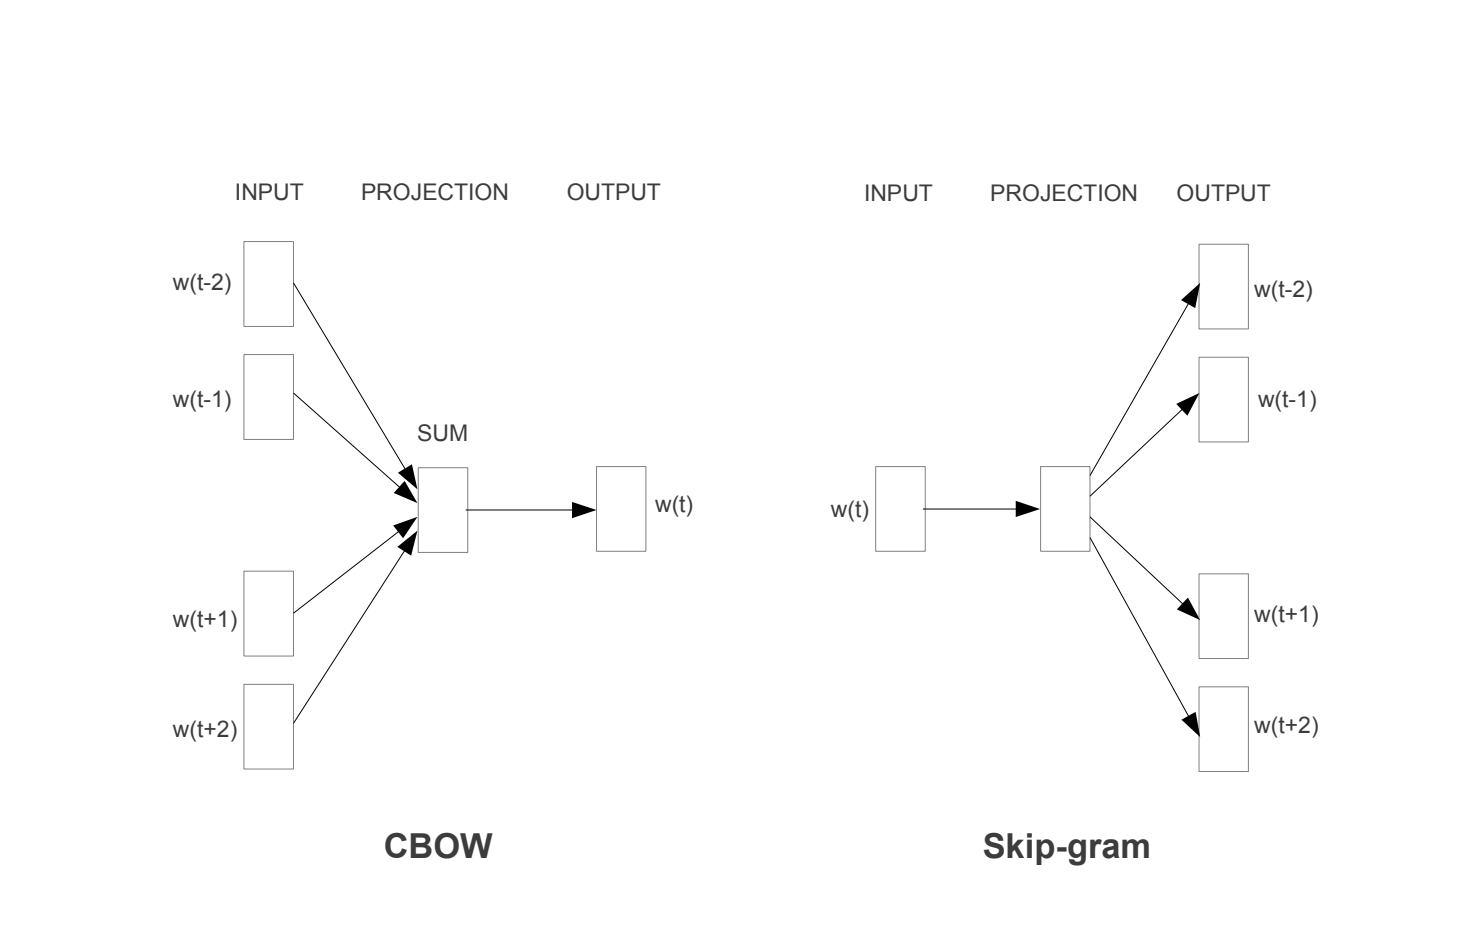 INPUT PROJECTION OUTPUT
w(t-2)
w(t-1)
SUM
w(t)
w(t+1)
w(t+2)
CBOW
INPUT PROJECTION OUTPUT
w(t-2)
w(t-1)
w(t)
w(t+1)
w(t+2)
Skip-gram